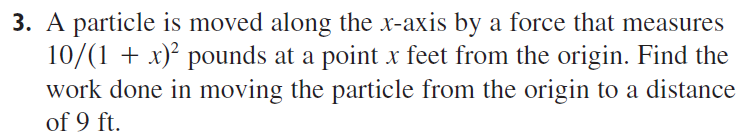 3. A particle is moved along the x-axis by a force that measures
10/(1 + x)² pounds at a point x feet from the origin. Find the
work done in moving the particle from the origin to a distance
of 9 ft.